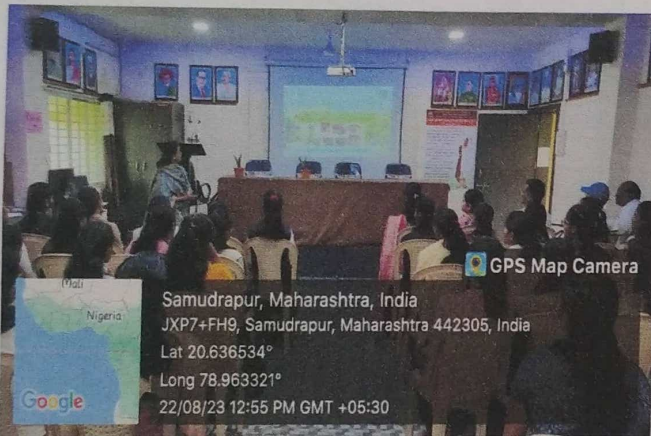 GPS Map Camera
Mali
Nigeria
Google
Samudrapur, Maharashtra, India
JXP7+FH9, Samudrapur, Maharashtra 442305, India
Lat 20.636534°
Long 78.963321°
22/08/23 12:55 PM GMT +05:30